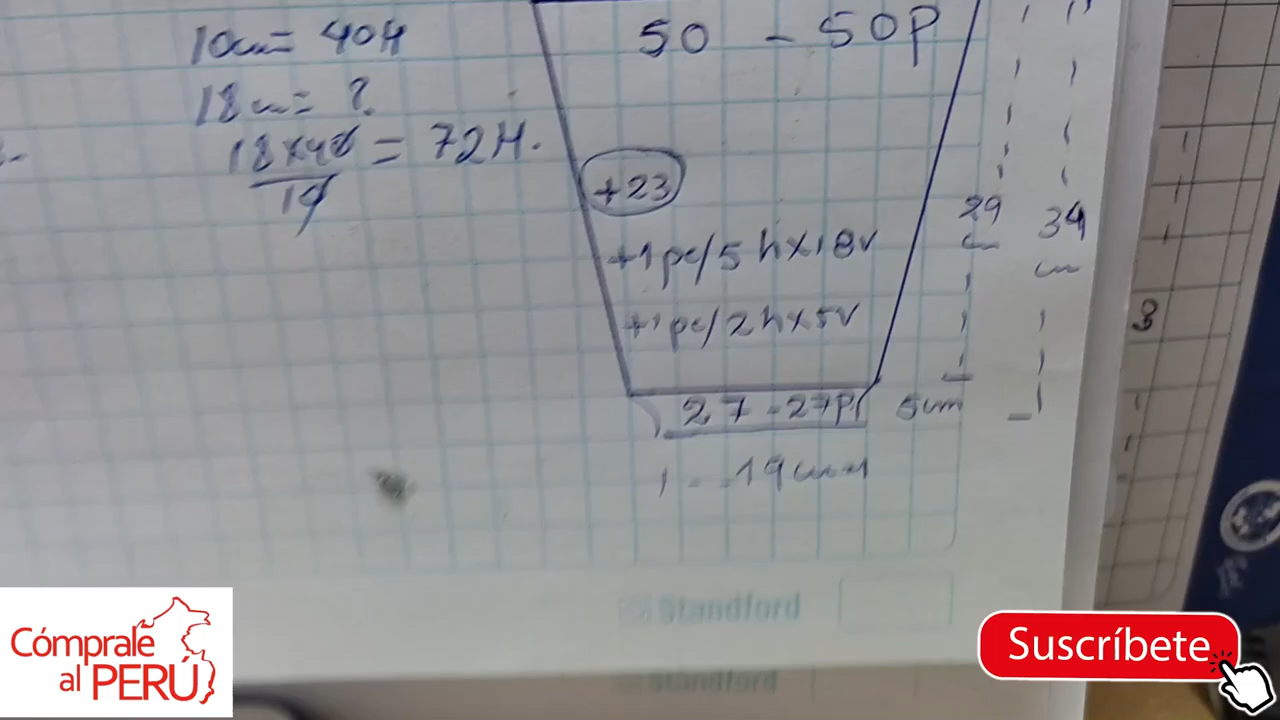 10cm = 40H
50 - 50P
18cm = ?
18x40 = 72H.
10
+23
29
cm
34
cm
+1pc/5hx18v
+1pc/2hx5v
3
27 - 27P
5cm
19cm
Standford
Standford
Cómprale
al PERÚ
Suscríbete